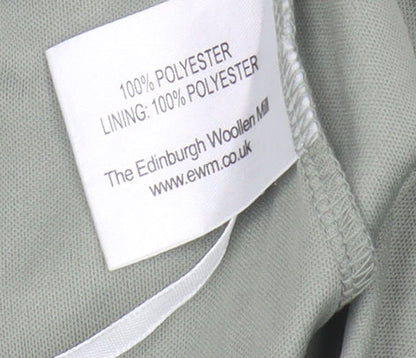 100% POLYESTER
LINING: 100% POLYESTER
The Edinburgh Woollen Mill
www.ewm.co.uk